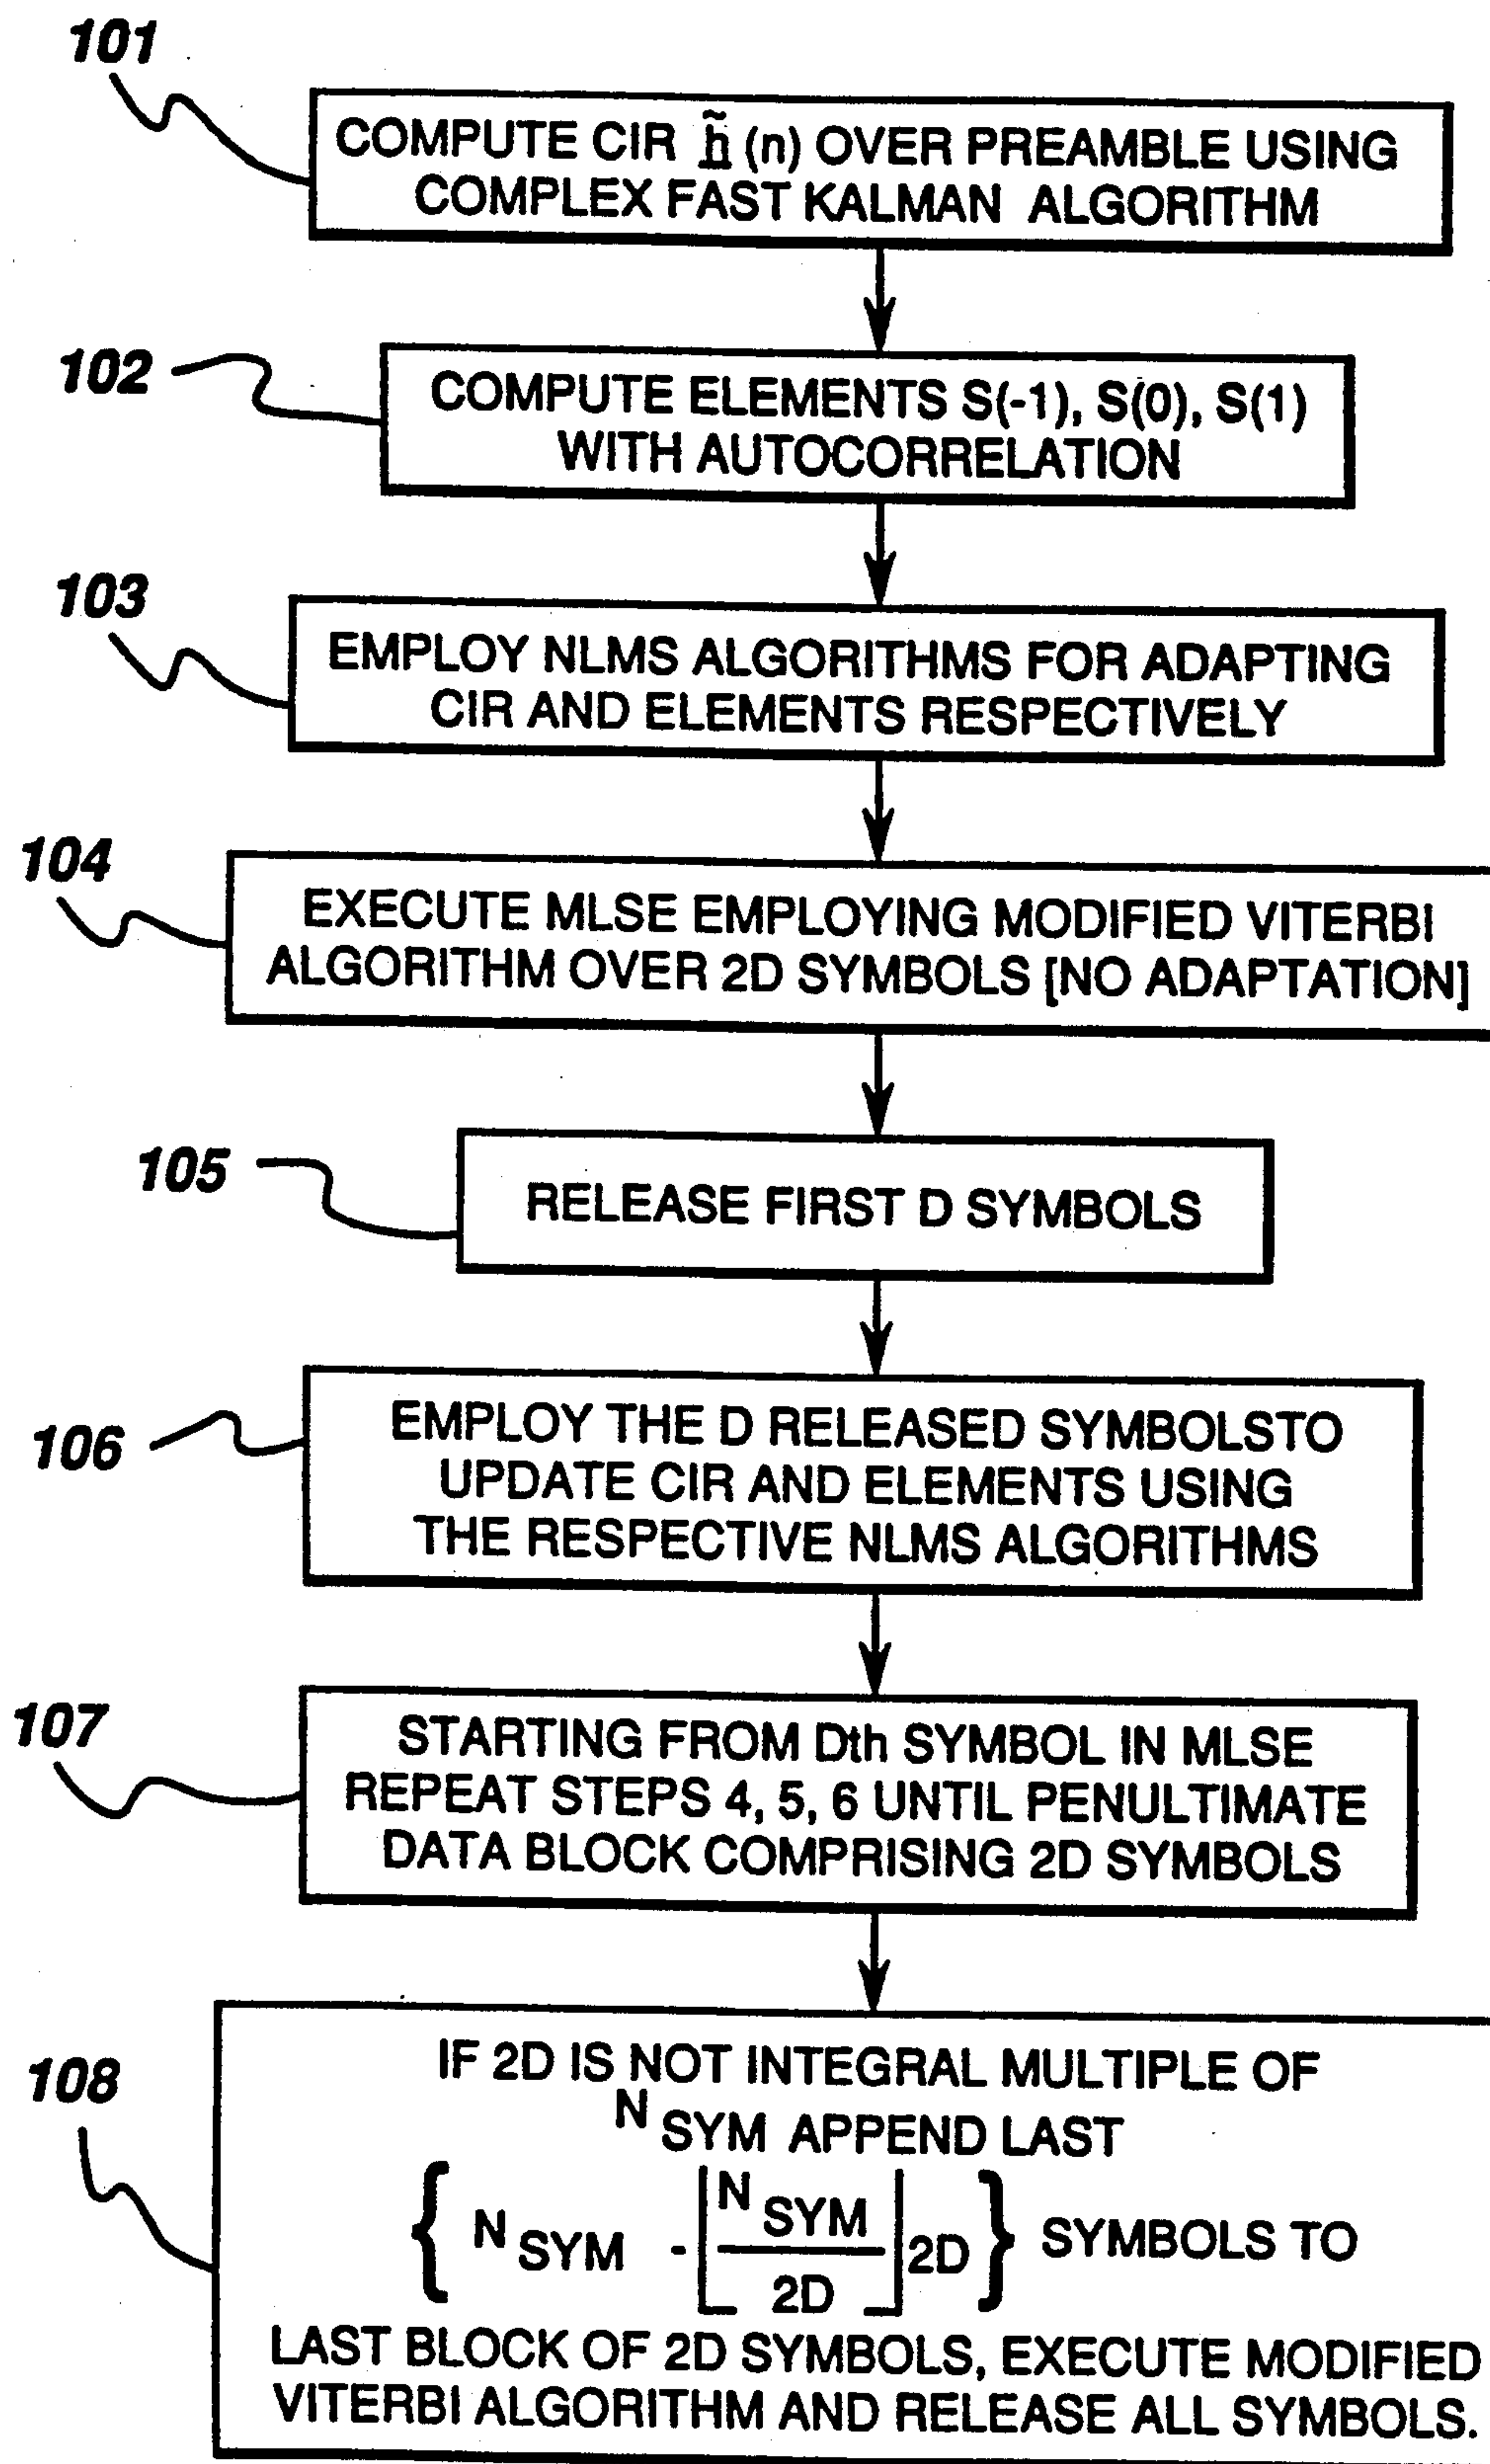 101
COMPUTE CIR h̃ (n) OVER PREAMBLE USING
COMPLEX FAST KALMAN ALGORITHM
102
COMPUTE ELEMENTS S(-1), S(0), S(1)
WITH AUTOCORRELATION
103
EMPLOY NLMS ALGORITHMS FOR ADAPTING
CIR AND ELEMENTS RESPECTIVELY
104
EXECUTE MLSE EMPLOYING MODIFIED VITERBI
ALGORITHM OVER 2D SYMBOLS [NO ADAPTATION]
105
RELEASE FIRST D SYMBOLS
106
EMPLOY THE D RELEASED SYMBOLSTO
UPDATE CIR AND ELEMENTS USING
THE RESPECTIVE NLMS ALGORITHMS
107
STARTING FROM Dth SYMBOL IN MLSE
REPEAT STEPS 4, 5, 6 UNTIL PENULTIMATE
DATA BLOCK COMPRISING 2D SYMBOLS
108
IF 2D IS NOT INTEGRAL MULTIPLE OF
N SYM APPEND LAST
{ N SYM - ⌊N SYM / 2D⌋ 2D } SYMBOLS TO
LAST BLOCK OF 2D SYMBOLS, EXECUTE MODIFIED
VITERBI ALGORITHM AND RELEASE ALL SYMBOLS.